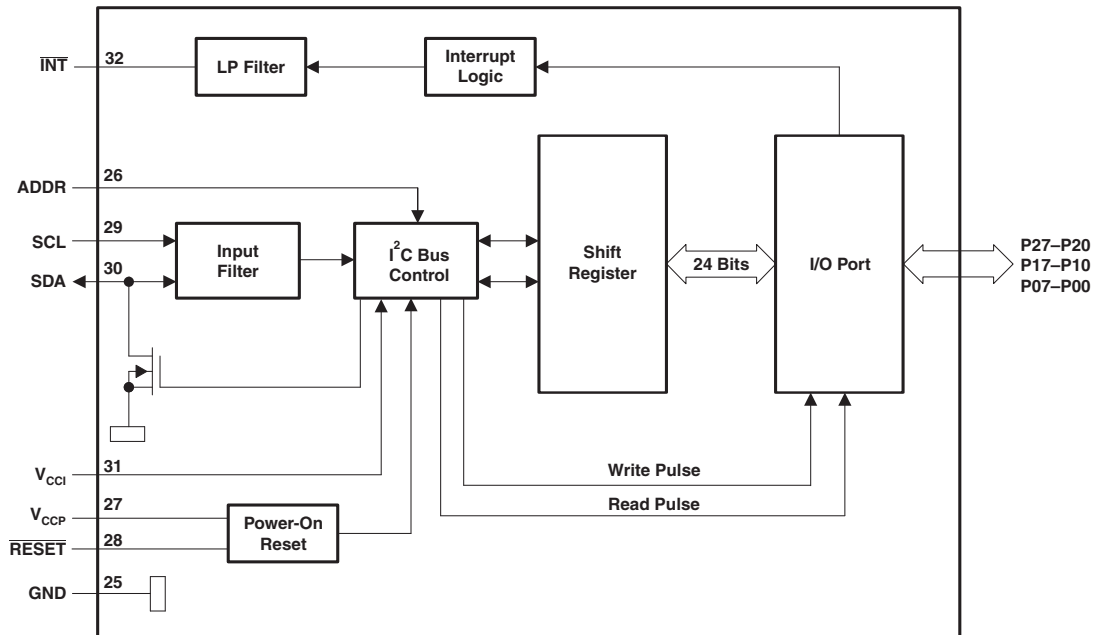 INT
32
LP Filter
Interrupt
Logic
ADDR
26
SCL
29
SDA
30
Input
Filter
I²C Bus
Control
Shift
Register
24 Bits
I/O Port
P27–P20
P17–P10
P07–P00
VCCI
31
Write Pulse
Read Pulse
VCCP
27
RESET
28
Power-On
Reset
GND
25